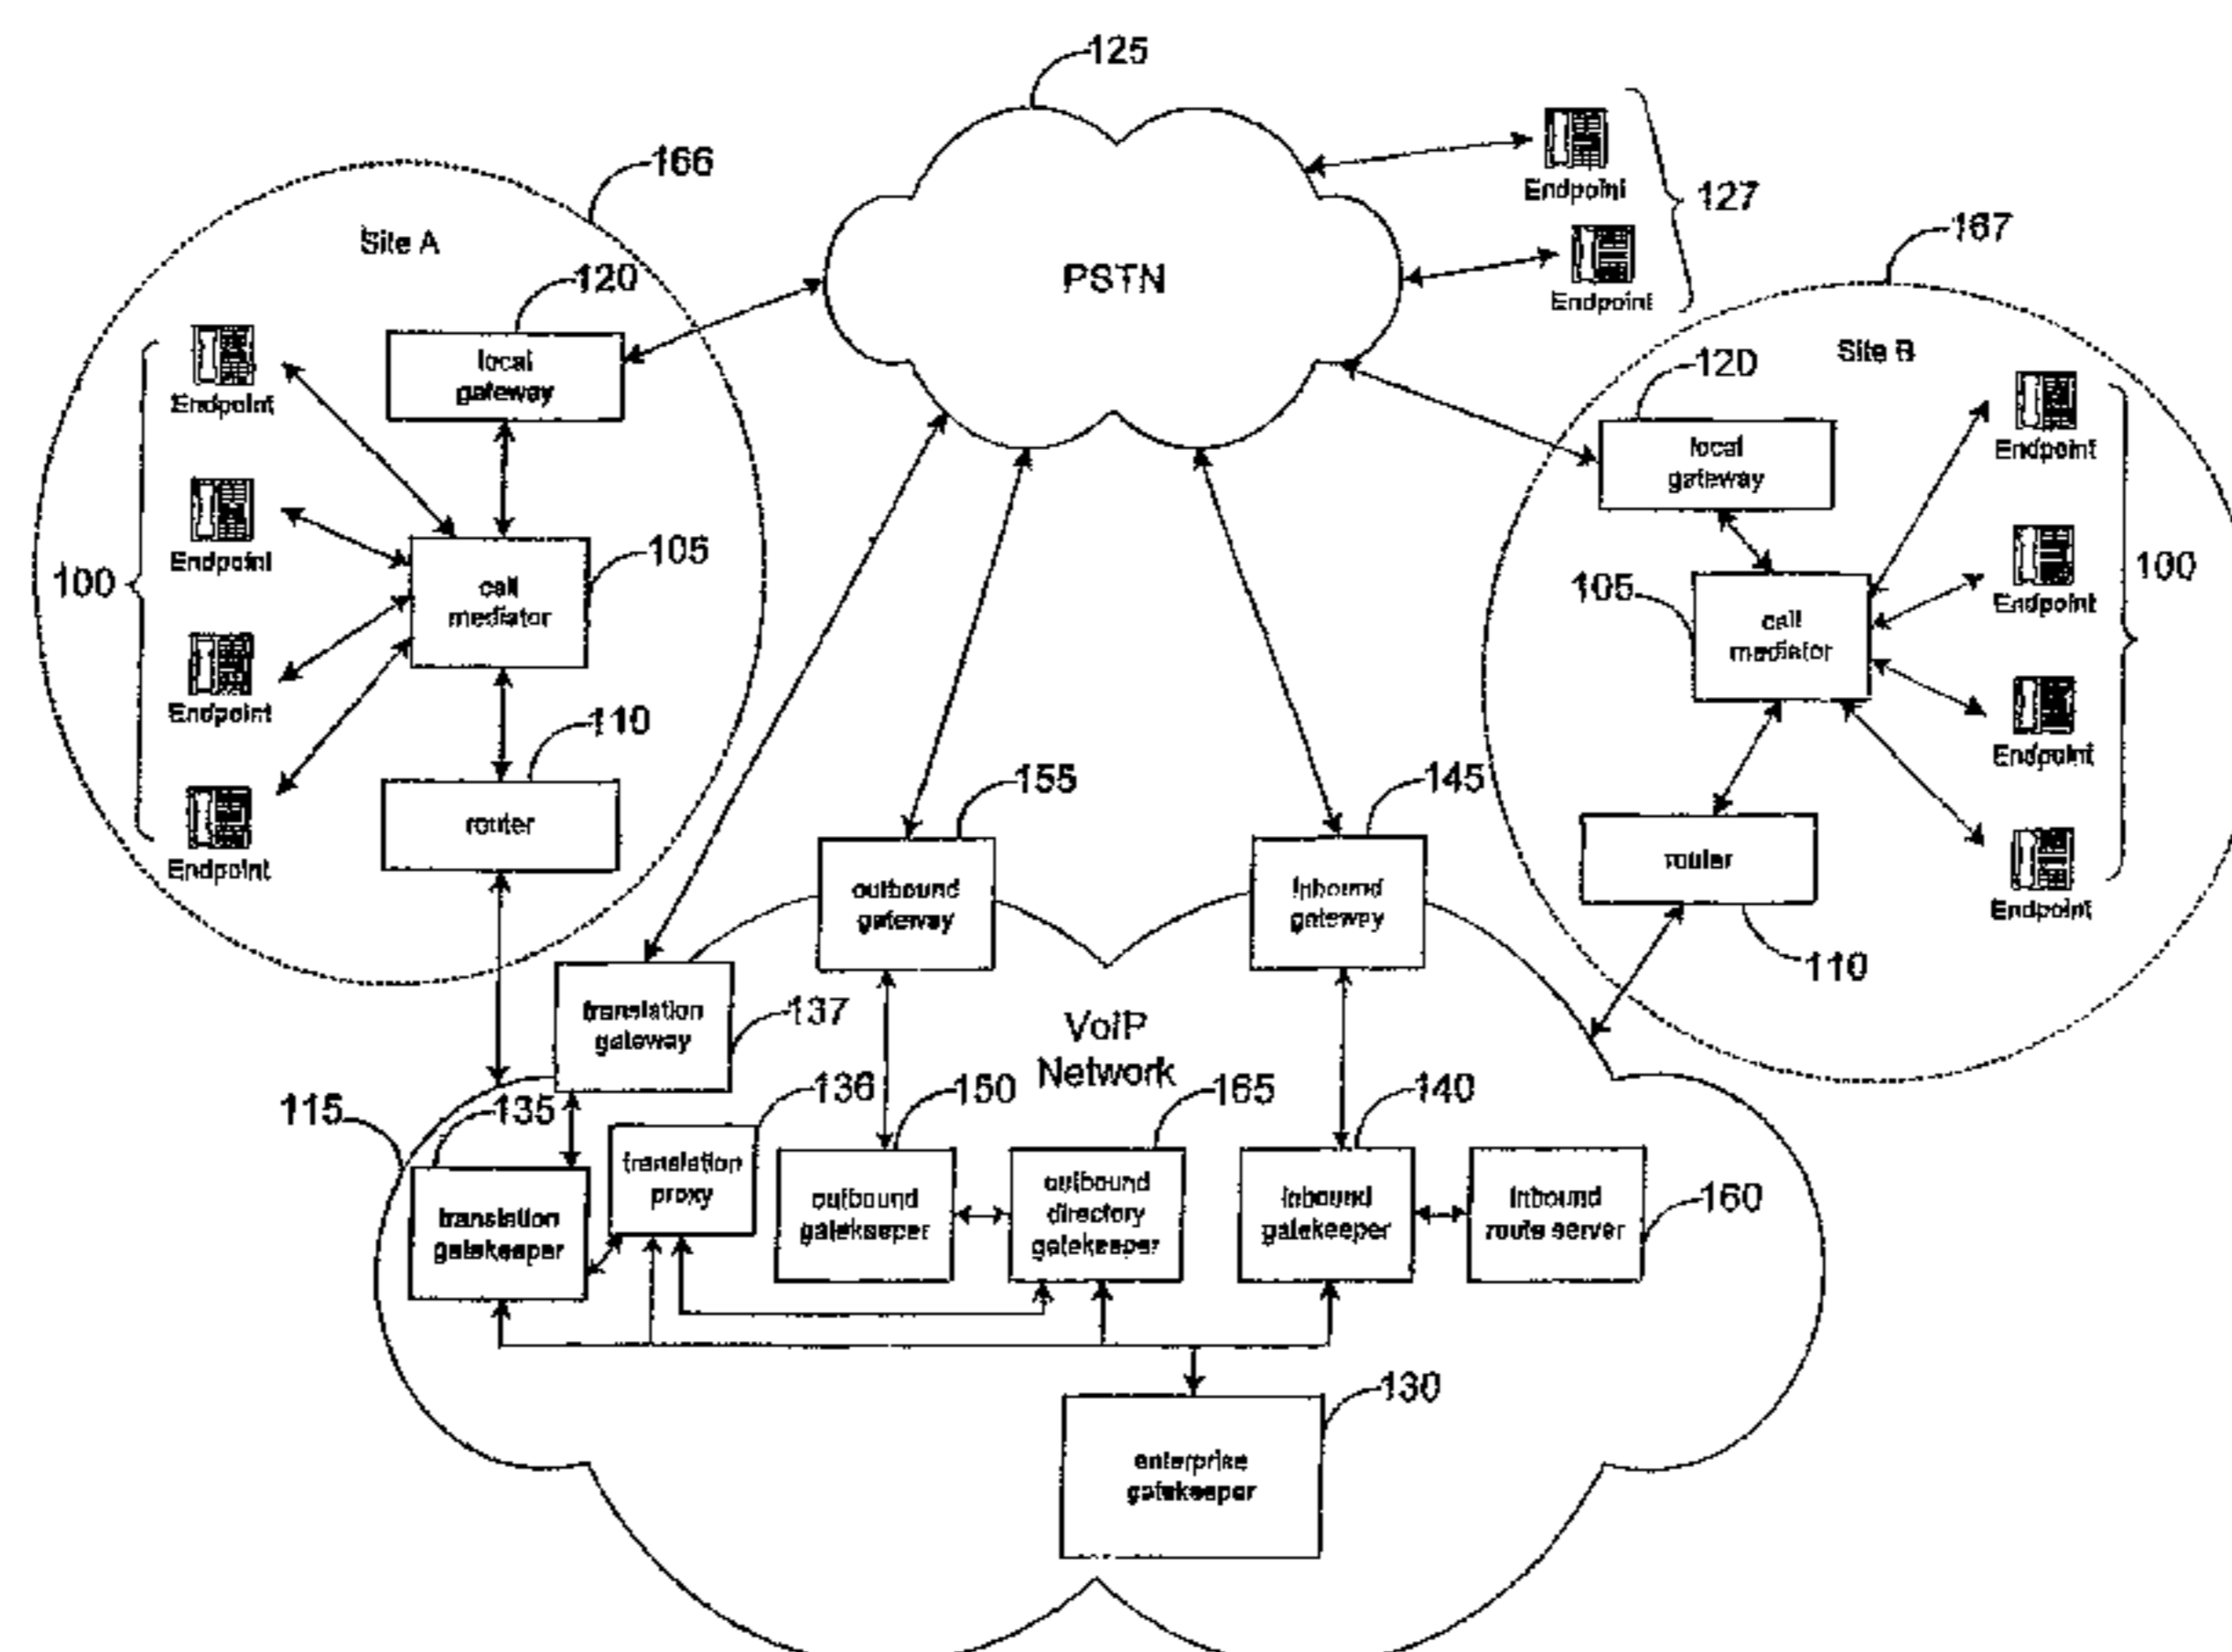 125
166
Endpoint
127
Endpoint
167
Site A
120
PSTN
local
gateway
Endpoint
Site B
120
local
gateway
Endpoint
Endpoint
100
105
call
mediator
Endpoint
105
call
mediator
Endpoint
100
Endpoint
110
router
Endpoint
155
outbound
gateway
145
Inbound
gateway
Endpoint
router
Endpoint
110
translation
gateway
137
VoIP
Network
115
135
136
150
165
140
translation
gatekeeper
translation
proxy
outbound
gatekeeper
outbound
directory
gatekeeper
inbound
gatekeeper
Inbound
route server
160
130
enterprise
gatekeeper